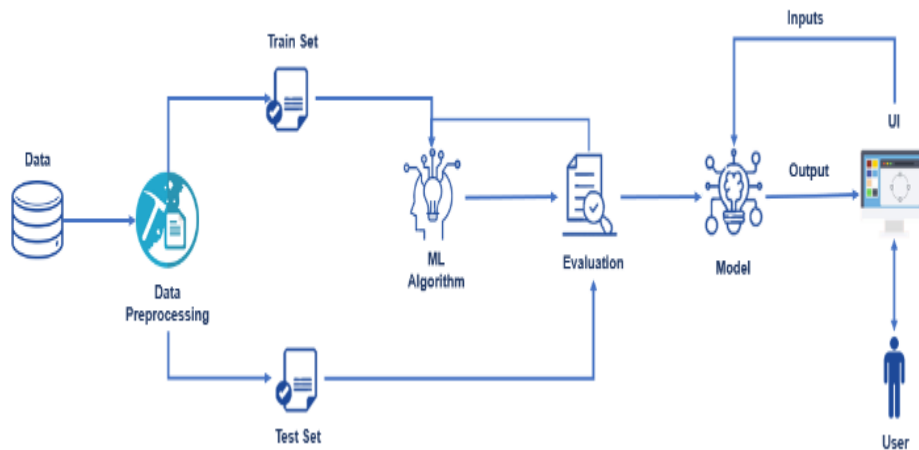 Inputs
Train Set
UI
Data
Output
ML
Algorithm
Evaluation
Model
Data
Preprocessing
Test Set
User